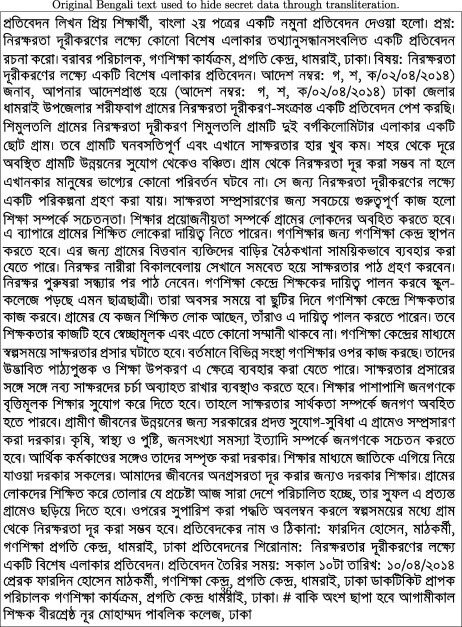 Original Bengali text used to hide secret data through transliteration.
প্রতিবেদন লিখন প্রিয় শিক্ষার্থী, বাংলা ২য় পত্রের একটি নমুনা প্রতিবেদন দেওয়া হলো। প্রশ্ন:
নিরক্ষরতা দূরীকরণের লক্ষ্যে কোনো বিশেষ এলাকার তথ্যানুসন্ধানসংবলিত একটি প্রতিবেদন
রচনা করো। বরাবর পরিচালক, গণশিক্ষা কার্যক্রম, প্রগতি কেন্দ্র, ধামরাই, ঢাকা। বিষয়: নিরক্ষরতা
দূরীকরণের লক্ষ্যে একটি বিশেষ এলাকার প্রতিবেদন। আদেশ নম্বর: গ, শ, ক/০২/০৪/২০১৪)
জনাব, আপনার আদেশপ্রাপ্ত হয়ে (আদেশ নম্বর: গ, শ, ক/০২/০৪/২০১৪) ঢাকা জেলার
ধামরাই উপজেলার শরীফবাগ গ্রামের নিরক্ষরতা দূরীকরণ-সংক্রান্ত একটি প্রতিবেদন পেশ করছি।
শিমুলতলি গ্রামের নিরক্ষরতা দূরীকরণ শিমুলতলি গ্রামটি দুই বর্গকিলোমিটার এলাকার একটি
ছোট গ্রাম। তবে গ্রামটি ঘনবসতিপূর্ণ এবং এখানে সাক্ষরতার হার খুব কম। শহর থেকে দূরে
অবস্থিত গ্রামটি উন্নয়নের সুযোগ থেকেও বঞ্চিত। গ্রাম থেকে নিরক্ষরতা দূর করা সম্ভব না হলে
এখানকার মানুষের ভাগ্যের কোনো পরিবর্তন ঘটবে না। সে জন্য নিরক্ষরতা দূরীকরণের লক্ষ্যে
একটি পরিকল্পনা গ্রহণ করা যায়। সাক্ষরতা সম্প্রসারণের জন্য সবচেয়ে গুরুত্বপূর্ণ কাজ হলো
শিক্ষা সম্পর্কে সচেতনতা। শিক্ষার প্রয়োজনীয়তা সম্পর্কে গ্রামের লোকদের অবহিত করতে হবে।
এ ব্যাপারে গ্রামের শিক্ষিত লোকেরা দায়িত্ব নিতে পারেন। গণশিক্ষার জন্য গণশিক্ষা কেন্দ্র স্থাপন
করতে হবে। এর জন্য গ্রামের বিত্তবান ব্যক্তিদের বাড়ির বৈঠকখানা সাময়িকভাবে ব্যবহার করা
যেতে পারে। নিরক্ষর নারীরা বিকালবেলায় সেখানে সমবেত হয়ে সাক্ষরতার পাঠ গ্রহণ করবেন।
নিরক্ষর পুরুষরা সন্ধ্যার পর পাঠ নেবেন। গণশিক্ষা কেন্দ্রে শিক্ষকের দায়িত্ব পালন করবে স্কুল-
কলেজে পড়ছে এমন ছাত্রছাত্রী। তারা অবসর সময়ে বা ছুটির দিনে গণশিক্ষা কেন্দ্রে শিক্ষকতার
কাজ করবে। গ্রামের যে কজন শিক্ষিত লোক আছেন, তাঁরাও এ দায়িত্ব পালন করতে পারেন। তবে
শিক্ষকতার কাজটি হবে স্বেচ্ছামূলক এবং এতে কোনো সম্মানী থাকবে না। গণশিক্ষা কেন্দ্রের মাধ্যমে
স্বল্পসময়ে সাক্ষরতার প্রসার ঘটাতে হবে। বর্তমানে বিভিন্ন সংস্থা গণশিক্ষার ওপর কাজ করছে। তাদের
উদ্ভাবিত পাঠ্যপুস্তক ও শিক্ষা উপকরণ এ ক্ষেত্রে ব্যবহার করা যেতে পারে। সাক্ষরতার প্রসারের
সঙ্গে সঙ্গে নব্য সাক্ষরদের চর্চা অব্যাহত রাখার ব্যবস্থাও করতে হবে। শিক্ষার পাশাপাশি জনগণকে
বৃত্তিমূলক শিক্ষার সুযোগ করে দিতে হবে। তাহলে সাক্ষরতার সার্থকতা সম্পর্কে জনগণ অবহিত
হতে পারবে। গ্রামীণ জীবনের উন্নয়নের জন্য সরকারের প্রদত্ত সুযোগ-সুবিধা এ গ্রামেও সম্প্রসারণ
করা দরকার। কৃষি, স্বাস্থ্য ও পুষ্টি, জনসংখ্যা সমস্যা ইত্যাদি সম্পর্কে জনগণকে সচেতন করতে
হবে। আর্থিক কর্মকাণ্ডের সঙ্গেও তাদের সম্পৃক্ত করা দরকার। শিক্ষার মাধ্যমে জাতিকে এগিয়ে নিয়ে
যাওয়া দরকার সকলের। আমাদের জীবনের অনগ্রসরতা দূর করার জন্যও দরকার শিক্ষার। গ্রামের
লোকদের শিক্ষিত করে তোলার যে প্রচেষ্টা আজ সারা দেশে পরিচালিত হচ্ছে, তার সুফল এ প্রত্যন্ত
গ্রামেও ছড়িয়ে দিতে হবে। ওপরের সুপারিশ করা পদ্ধতি অবলম্বন করলে স্বল্পসময়ের মধ্যে গ্রাম
থেকে নিরক্ষরতা দূর করা সম্ভব হবে। প্রতিবেদকের নাম ও ঠিকানা: ফারদিন হোসেন, মাঠকর্মী,
গণশিক্ষা প্রগতি কেন্দ্র, ধামরাই, ঢাকা প্রতিবেদনের শিরোনাম: নিরক্ষরতার দূরীকরণের লক্ষ্যে
একটি বিশেষ এলাকার প্রতিবেদন। প্রতিবেদন তৈরির সময়: সকাল ১০টা তারিখ: ১০/০৪/২০১৪
প্রেরক ফারদিন হোসেন মাঠকর্মী, গণশিক্ষা কেন্দ্র, প্রগতি কেন্দ্র, ধামরাই, ঢাকা ডাকটিকিট প্রাপক
পরিচালক গণশিক্ষা কার্যক্রম, প্রগতি কেন্দ্র ধামরাই, ঢাকা। # বাকি অংশ ছাপা হবে আগামীকাল
শিক্ষক বীরশ্রেষ্ঠ নূর মোহাম্মদ পাবলিক কলেজ, ঢাকা